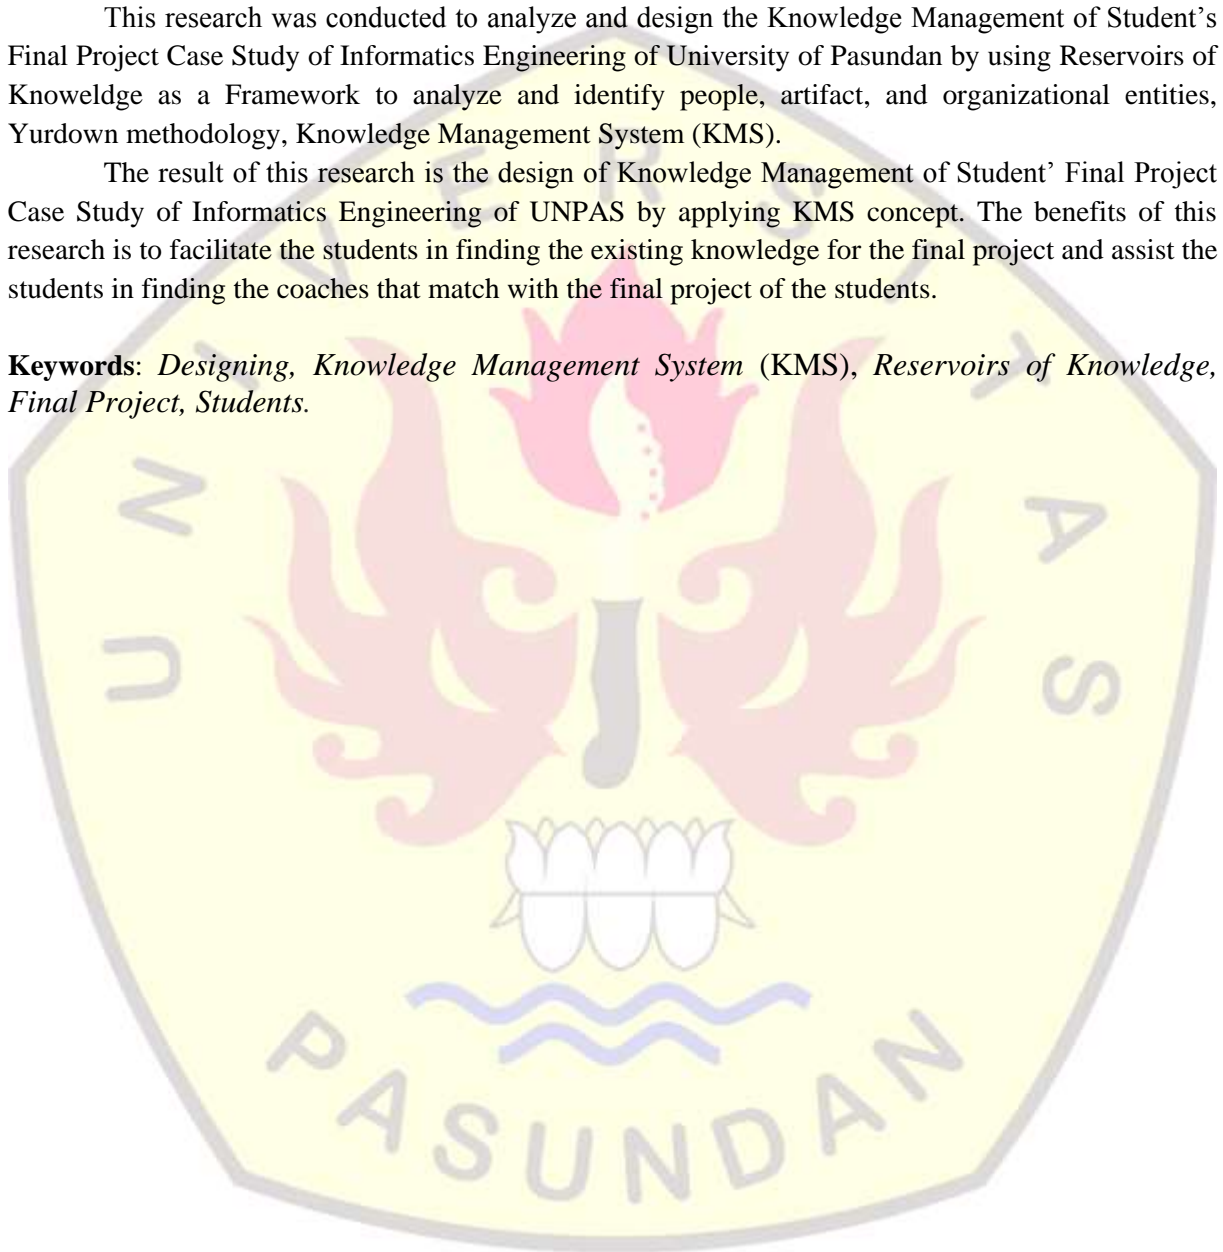 This research was conducted to analyze and design the Knowledge Management of Student’s
Final Project Case Study of Informatics Engineering of University of Pasundan by using Reservoirs of
Knoweldge as a Framework to analyze and identify people, artifact, and organizational entities,
Yurdown methodology, Knowledge Management System (KMS).
The result of this research is the design of Knowledge Management of Student’ Final Project
Case Study of Informatics Engineering of UNPAS by applying KMS concept. The benefits of this
research is to facilitate the students in finding the existing knowledge for the final project and assist the
students in finding the coaches that match with the final project of the students.
Keywords: Designing, Knowledge Management System (KMS), Reservoirs of Knowledge,
Final Project, Students.
UNIVERSITAS
PASUNDAN